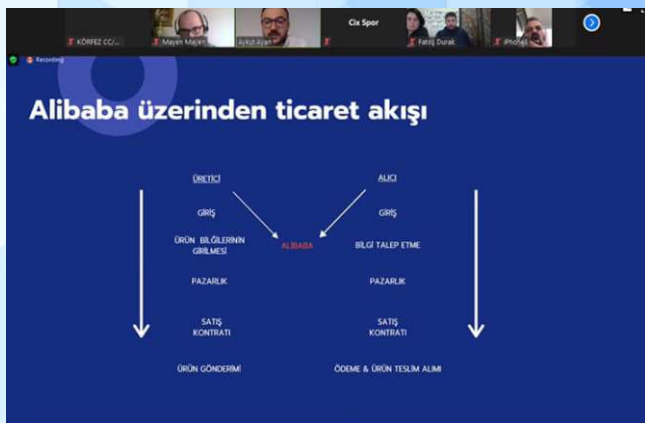 Cix Spor
KÖRFEZ CC/...
Mayen Mayen
Aykut Ayan
Fatoş Durak
iPhone6
Recording
Alibaba üzerinden ticaret akışı
ÜRETİCİ
ALICI
GİRİŞ
GİRİŞ
ÜRÜN BİLGİLERİNİN
GİRİLMESİ
ALIBABA
BİLGİ TALEP ETME
PAZARLIK
PAZARLIK
SATIŞ
KONTRATI
SATIŞ
KONTRATI
ÜRÜN GÖNDERİMİ
ÖDEME & ÜRÜN TESLİM ALIMI